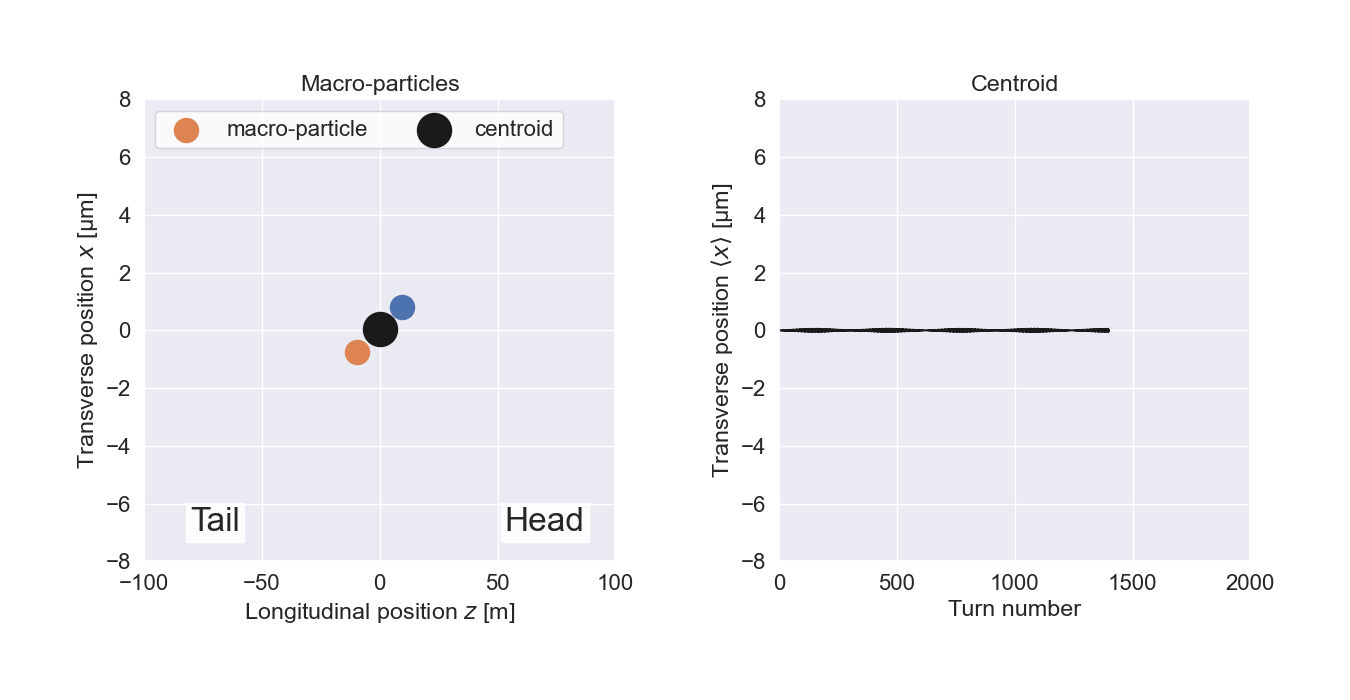 Macro-particles
8
macro-particle
centroid
6
4
2
0
−2
−4
−6
−8
Transverse position x [μm]
Tail
Head
−100
−50
0
50
100
Longitudinal position z [m]
Centroid
8
6
4
2
0
−2
−4
−6
−8
Transverse position ⟨x⟩ [μm]
0
500
1000
1500
2000
Turn number